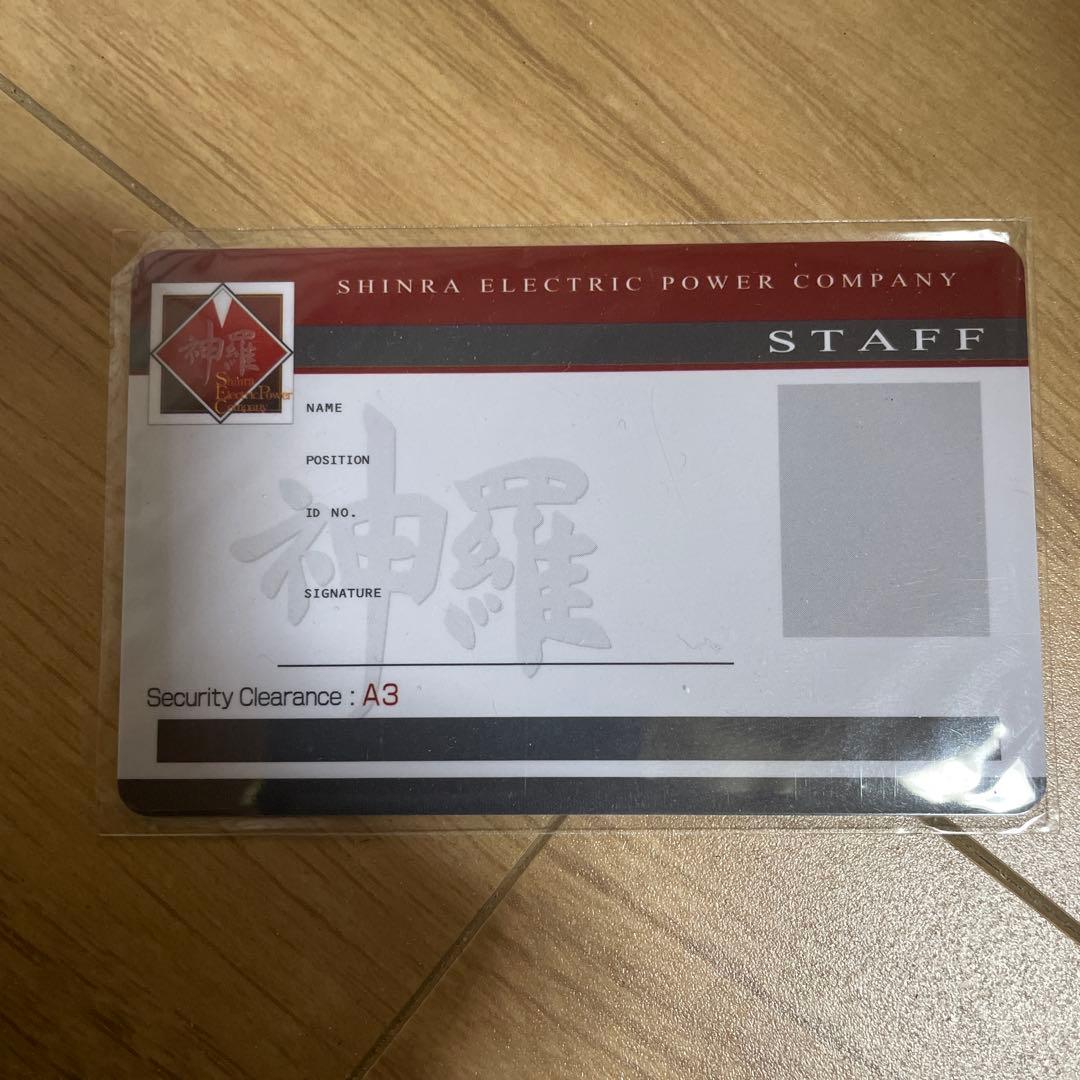 SHINRA ELECTRIC POWER COMPANY
STAFF
神羅
Shinra
Electric Power
Company
NAME
POSITION
ID NO.
SIGNATURE
神羅
Security Clearance : A3